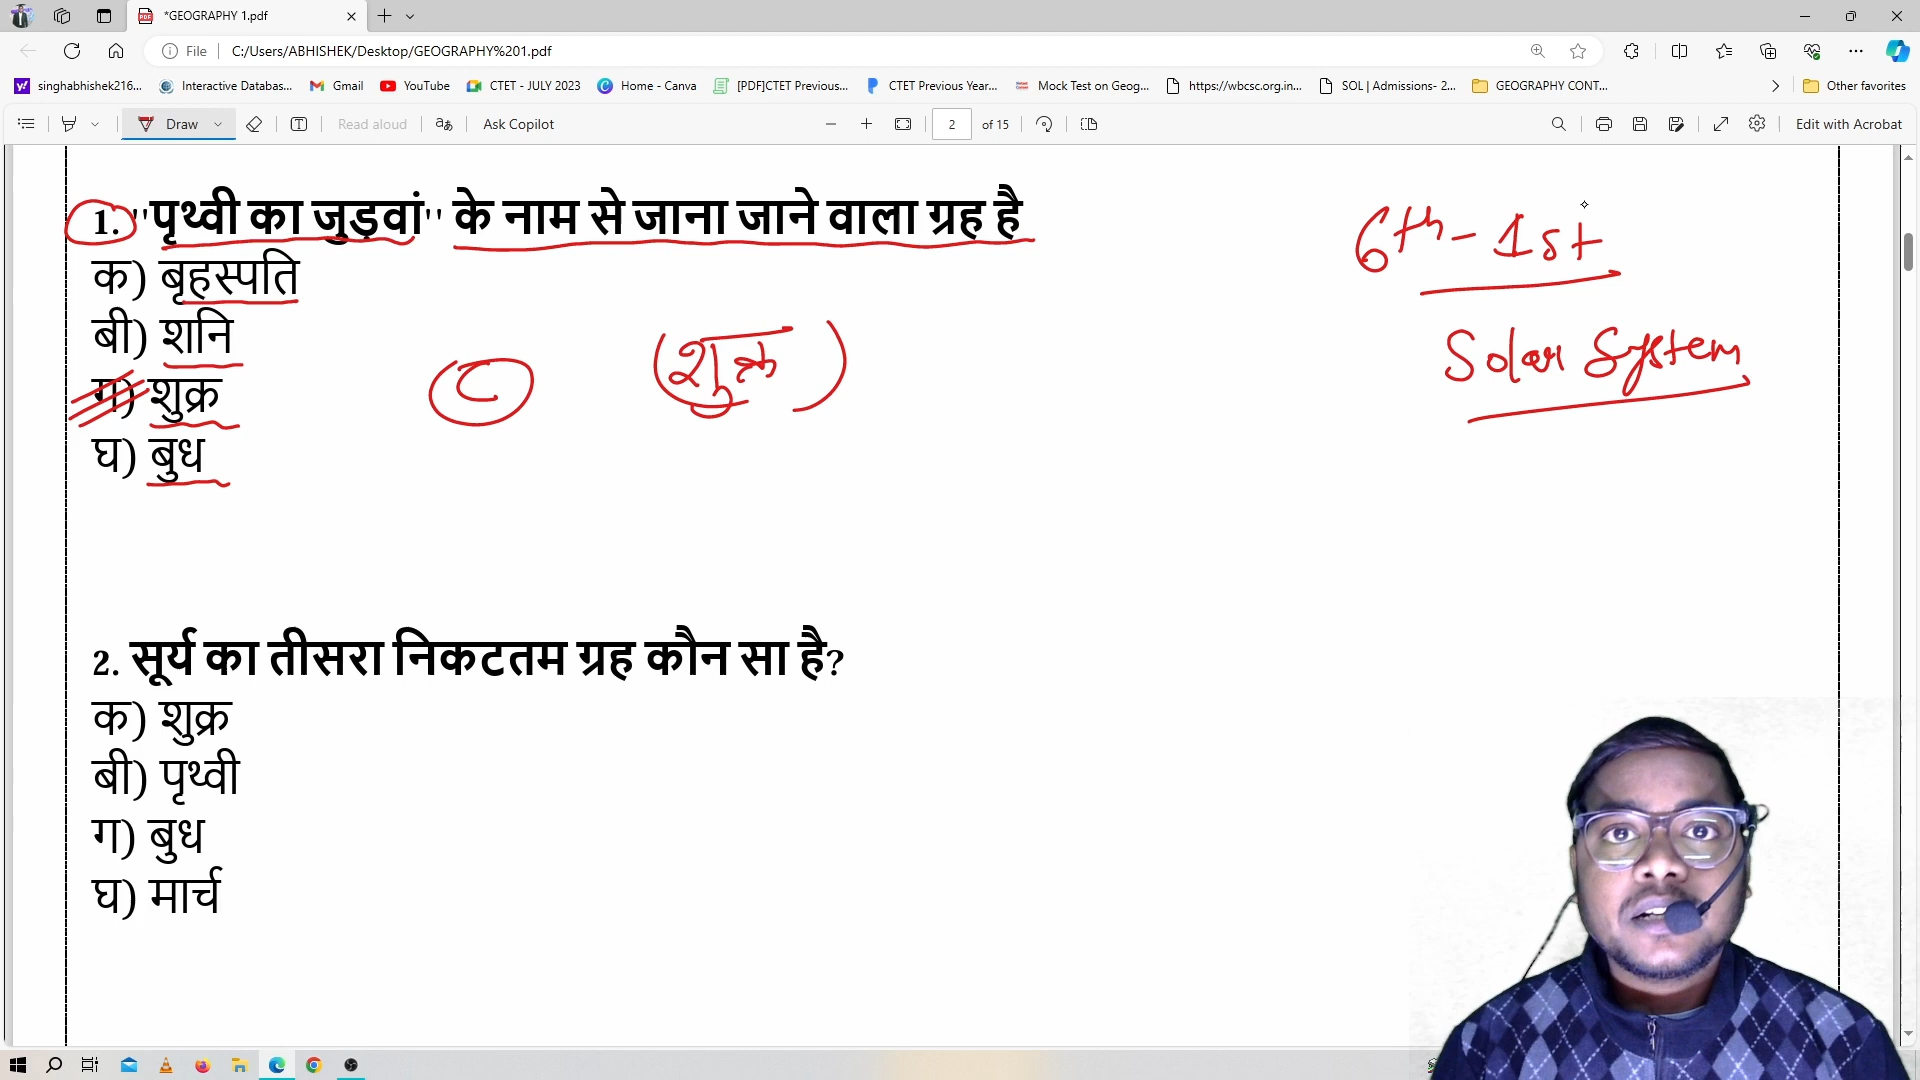 *GEOGRAPHY 1.pdf
File C:/Users/ABHISHEK/Desktop/GEOGRAPHY%201.pdf
singhabhishek216... Interactive Databas... Gmail YouTube CTET - JULY 2023 Home - Canva [PDF]CTET Previous... CTET Previous Year... Mock Test on Geog... https://wbcsc.org.in... SOL | Admissions- 2... GEOGRAPHY CONT... Other favorites
Draw Read aloud aあ Ask Copilot 2 of 15 Edit with Acrobat
1. ''पृथ्वी का जुड़वां'' के नाम से जाना जाने वाला ग्रह है
6th - 1st
क) बृहस्पति
बी) शनि
Solar System
ग) शुक्र
C (शुक्र)
घ) बुध
2. सूर्य का तीसरा निकटतम ग्रह कौन सा है?
क) शुक्र
बी) पृथ्वी
ग) बुध
घ) मार्च